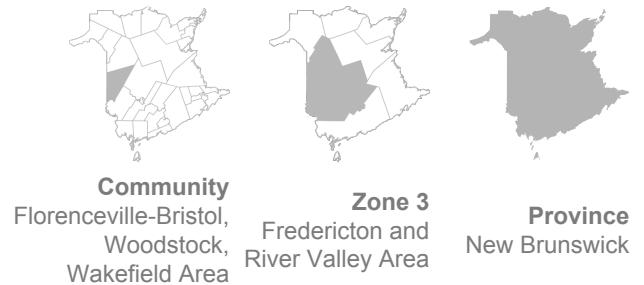 Community
Florenceville-Bristol,
Woodstock,
Wakefield Area
Zone 3
Fredericton and
River Valley Area
Province
New Brunswick